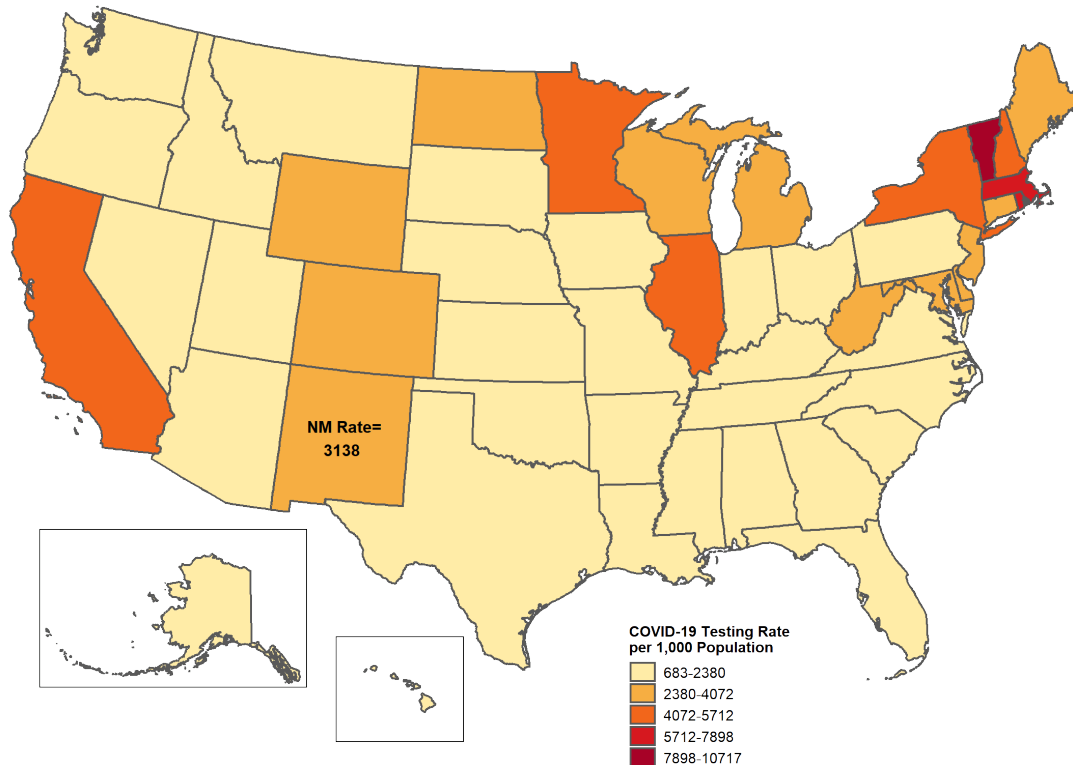 NM Rate=
3138
COVID-19 Testing Rate
per 1,000 Population
683-2380
2380-4072
4072-5712
5712-7898
7898-10717